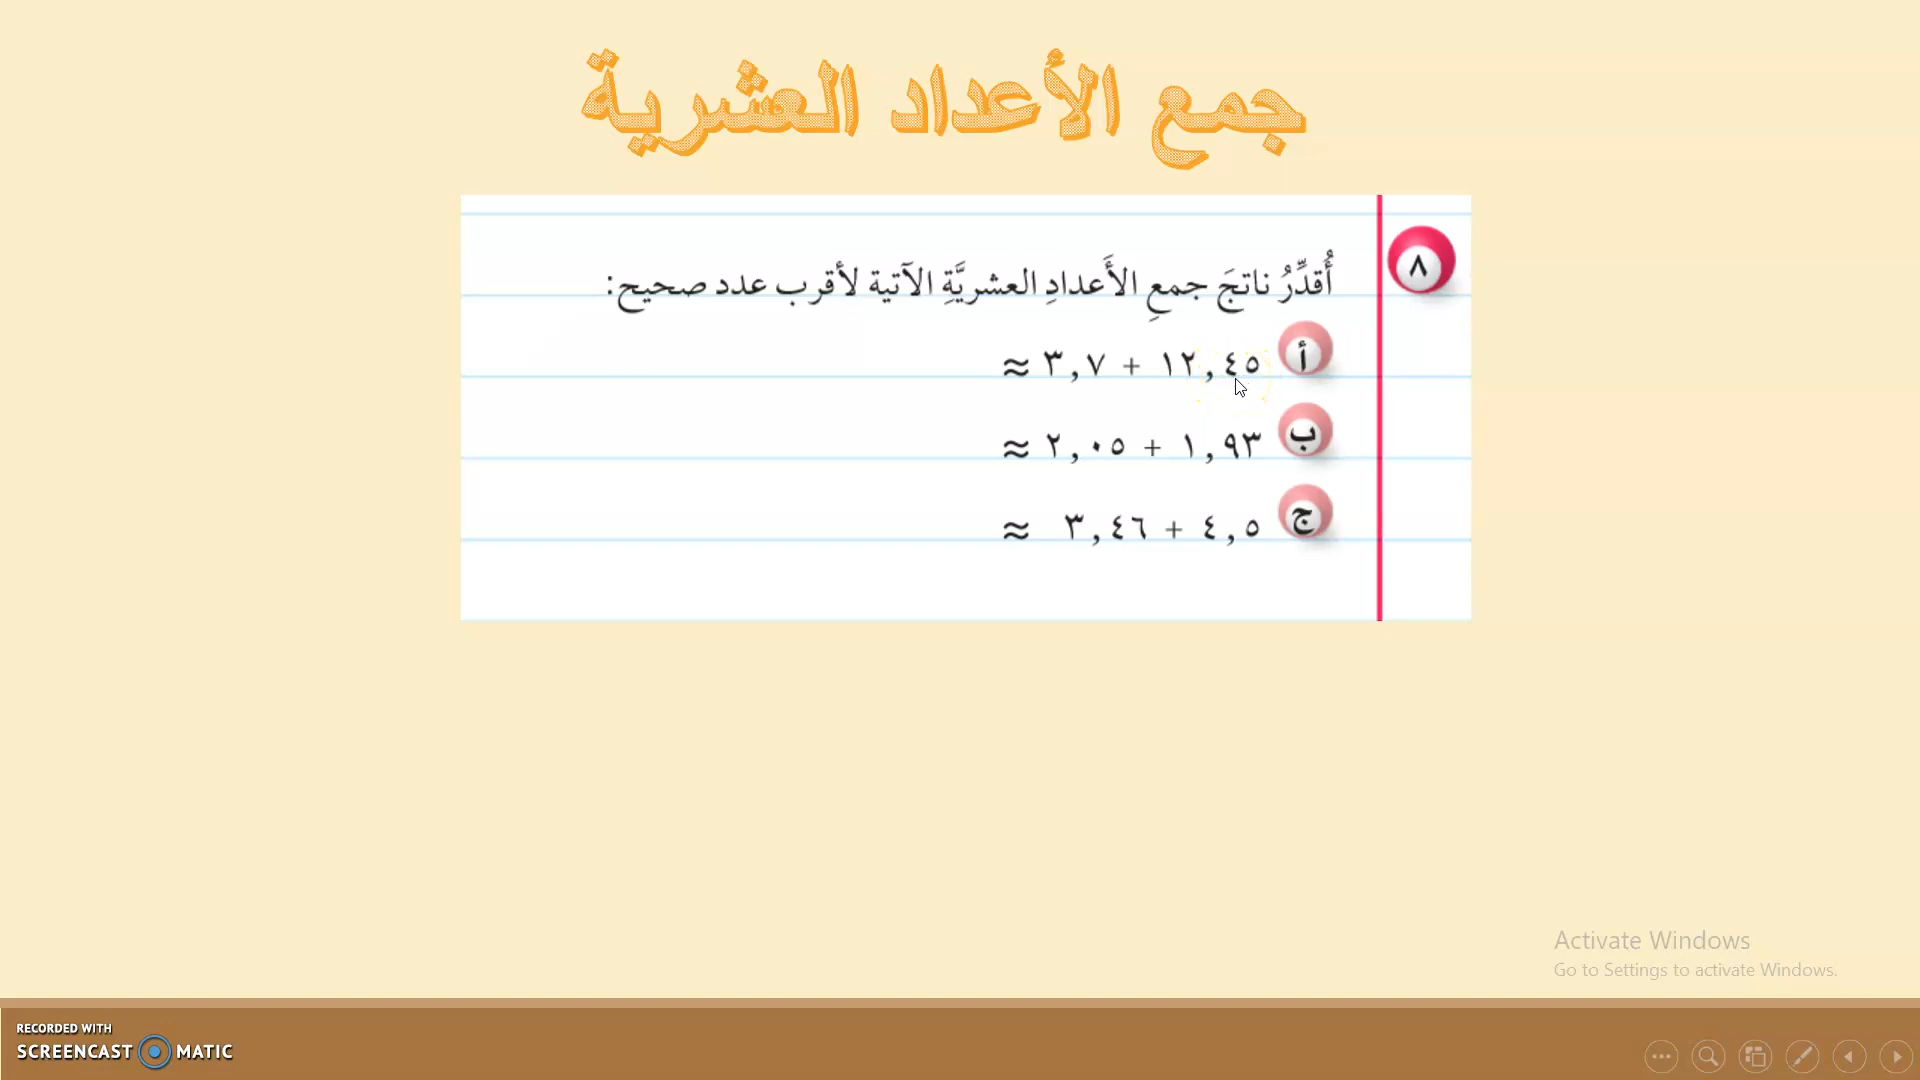 جمع الأعداد العشرية
٨ أُقدِّرُ ناتجَ جمعِ الأَعدادِ العشريَّةِ الآتية لأقرب عدد صحيح:
أ ١٢,٤٥ + ٣,٧ ≈
ب ١,٩٣ + ٢,٠٥ ≈
ج ٤,٥ + ٣,٤٦ ≈
Activate Windows
Go to Settings to activate Windows.
RECORDED WITH
SCREENCAST MATIC